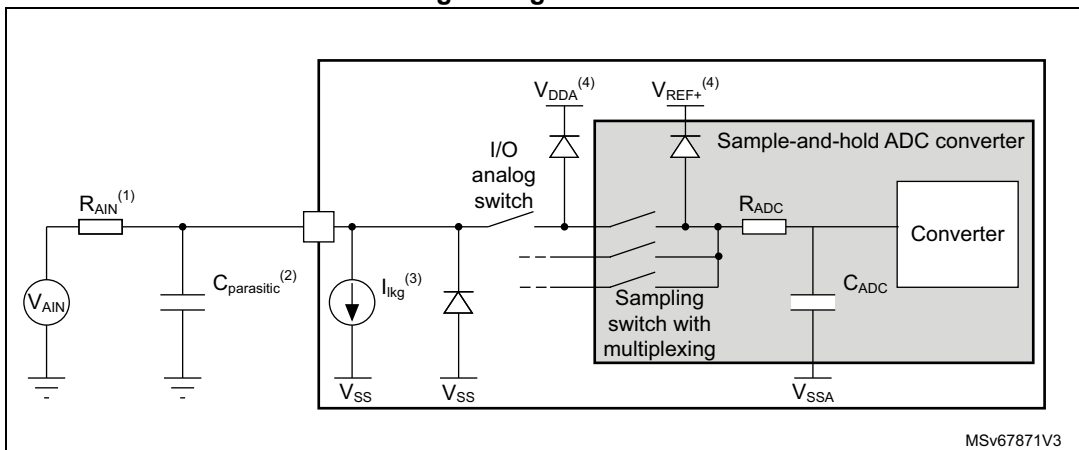 V_DDA^(4)
V_REF+^(4)
Sample-and-hold ADC converter
I/O
analog
switch
R_AIN^(1)
R_ADC
Converter
V_AIN
C_parasitic^(2)
I_lkg^(3)
C_ADC
Sampling
switch with
multiplexing
V_SS
V_SS
V_SSA
MSv67871V3